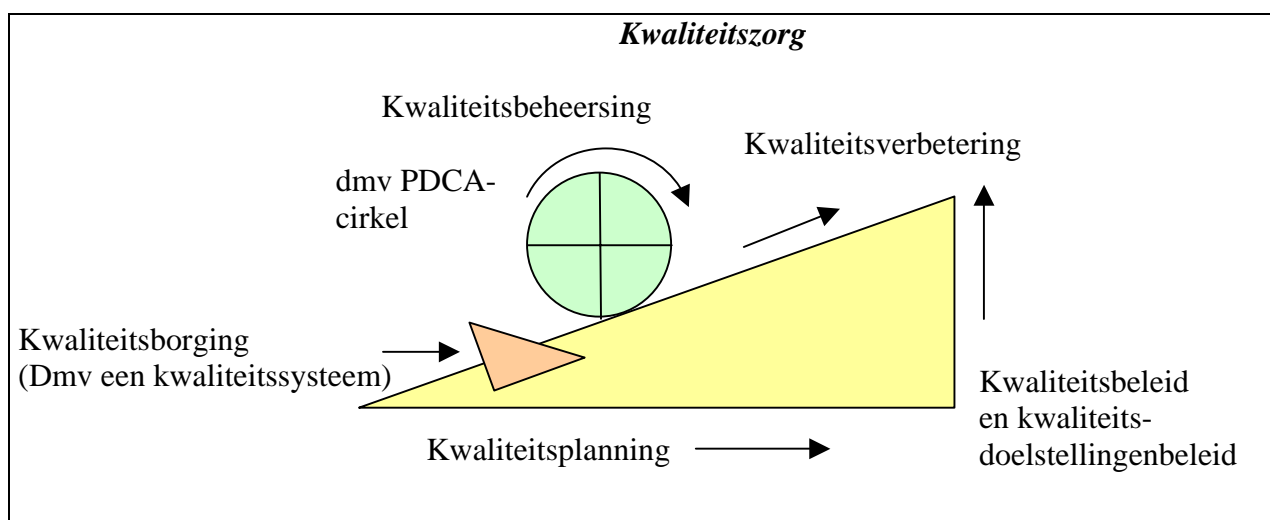 Kwaliteitszorg
Kwaliteitsbeheersing
dmv PDCA-
cirkel
Kwaliteitsverbetering
Kwaliteitsborging
(Dmv een kwaliteitssysteem)
Kwaliteitsplanning
Kwaliteitsbeleid
en kwaliteits-
doelstellingenbeleid